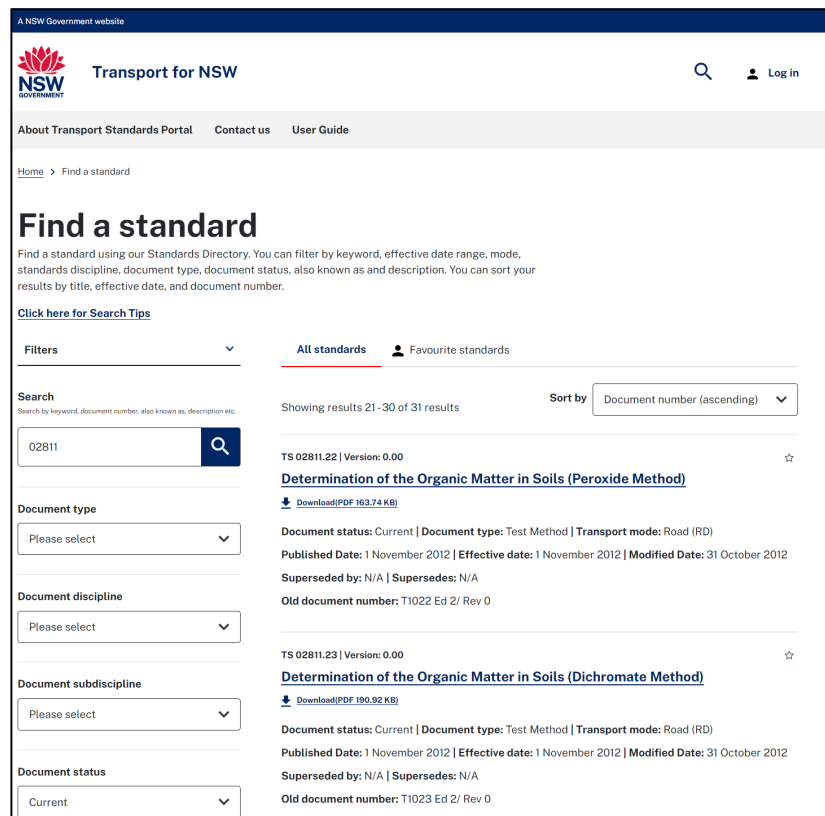 A NSW Government website
NSW
GOVERNMENT
Transport for NSW
Log in
About Transport Standards Portal Contact us User Guide
Home > Find a standard
Find a standard
Find a standard using our Standards Directory. You can filter by keyword, effective date range, mode,
standards discipline, document type, document status, also known as and description. You can sort your
results by title, effective date, and document number.
Click here for Search Tips
Filters
Search
Search by keyword, document number, also known as, description etc.
02811
Document type
Please select
Document discipline
Please select
Document subdiscipline
Please select
Document status
Current
All standards Favourite standards
Showing results 21 - 30 of 31 results
Sort by Document number (ascending)
TS 02811.22 | Version: 0.00
Determination of the Organic Matter in Soils (Peroxide Method)
Download(PDF 163.74 KB)
Document status: Current | Document type: Test Method | Transport mode: Road (RD)
Published Date: 1 November 2012 | Effective date: 1 November 2012 | Modified Date: 31 October 2012
Superseded by: N/A | Supersedes: N/A
Old document number: T1022 Ed 2/ Rev 0
TS 02811.23 | Version: 0.00
Determination of the Organic Matter in Soils (Dichromate Method)
Download(PDF 190.92 KB)
Document status: Current | Document type: Test Method | Transport mode: Road (RD)
Published Date: 1 November 2012 | Effective date: 1 November 2012 | Modified Date: 31 October 2012
Superseded by: N/A | Supersedes: N/A
Old document number: T1023 Ed 2/ Rev 0